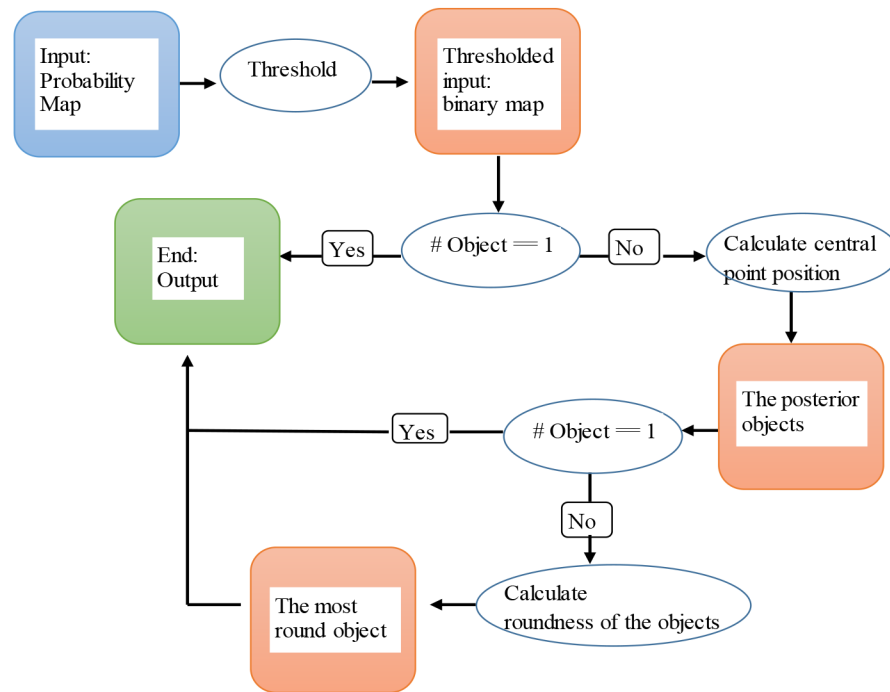 Input:
Probability
Map
Threshold
Thresholded
input:
binary map
End:
Output
Yes
# Object == 1
No
Calculate central
point position
The posterior
objects
Yes
# Object == 1
No
The most
round object
Calculate
roundness of the objects